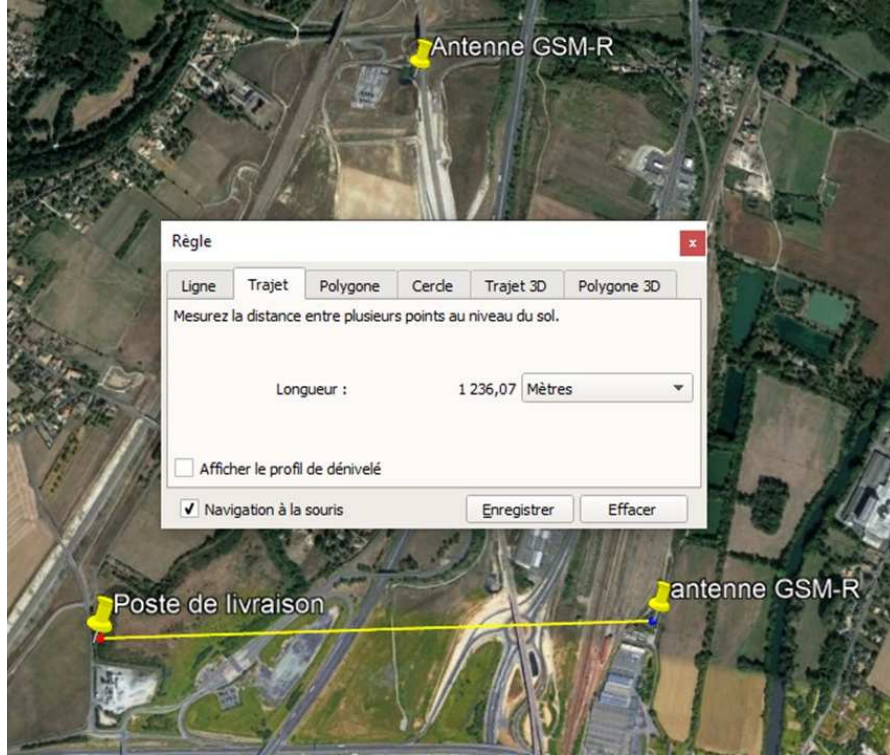 Antenne GSM-R
Règle
x
Ligne Trajet Polygone Cercle Trajet 3D Polygone 3D
Mesurez la distance entre plusieurs points au niveau du sol.
Longueur : 1 236,07 Mètres
Afficher le profil de dénivelé
Navigation à la souris Enregistrer Effacer
antenne GSM-R
Poste de livraison